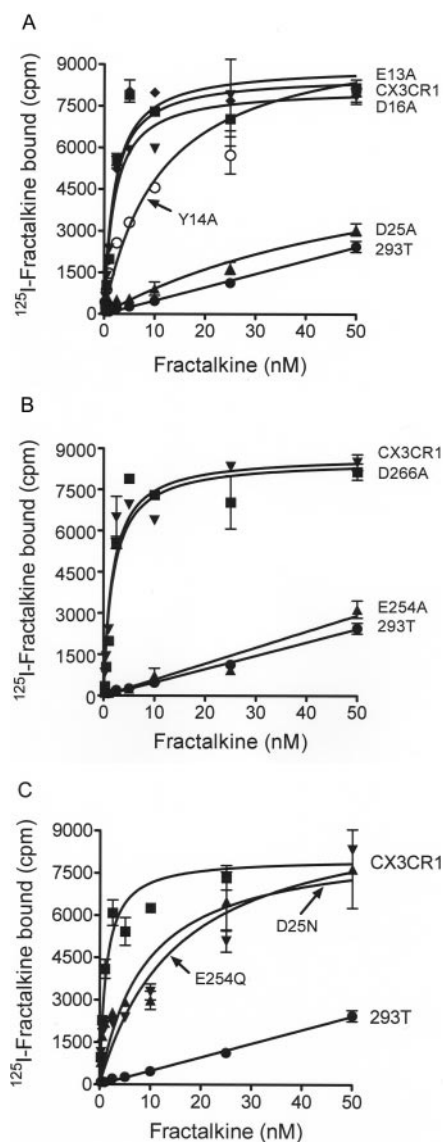 A
¹²⁵I-Fractalkine bound (cpm)
9000
7500
6000
4500
3000
1500
0
E13A
CX3CR1
D16A
Y14A
D25A
293T
0 10 20 30 40 50
Fractalkine (nM)
B
¹²⁵I-Fractalkine bound (cpm)
9000
7500
6000
4500
3000
1500
0
CX3CR1
D266A
E254A
293T
0 10 20 30 40 50
Fractalkine (nM)
C
¹²⁵I-Fractalkine bound (cpm)
9000
7500
6000
4500
3000
1500
0
CX3CR1
D25N
E254Q
293T
0 10 20 30 40 50
Fractalkine (nM)